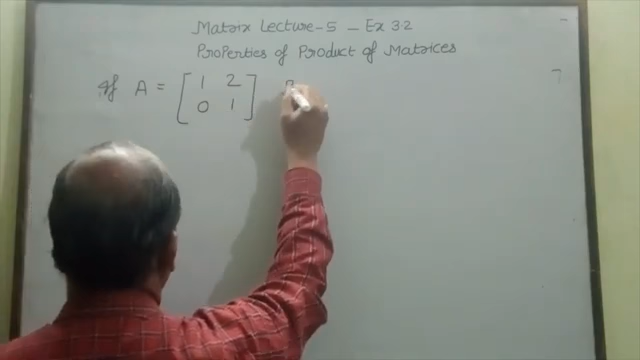 Matrix Lecture-5 - Ex 3.2
Properties of Product of Matrices
If A = [ 1 2
0 1 ]